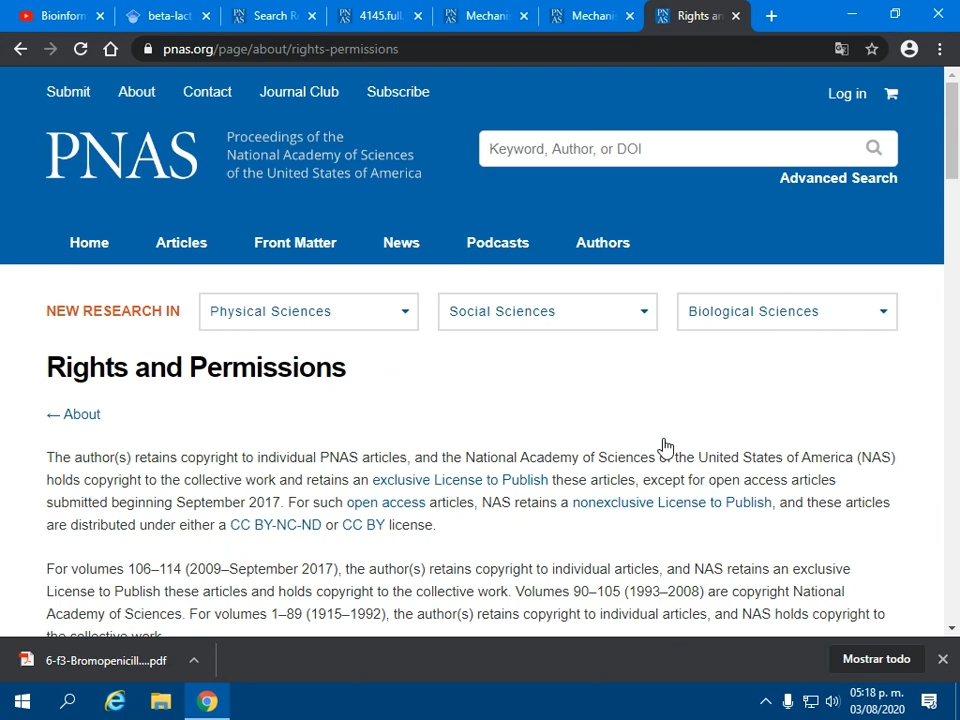 Bioinform
beta-lact
Search R
4145.full.
Mechanis
Mechanis
Rights an
pnas.org/page/about/rights-permissions
Submit About Contact Journal Club Subscribe
Log in
PNAS
Proceedings of the
National Academy of Sciences
of the United States of America
Keyword, Author, or DOI
Advanced Search
Home Articles Front Matter News Podcasts Authors
NEW RESEARCH IN Physical Sciences Social Sciences Biological Sciences
Rights and Permissions
← About
The author(s) retains copyright to individual PNAS articles, and the National Academy of Sciences of the United States of America (NAS)
holds copyright to the collective work and retains an exclusive License to Publish these articles, except for open access articles
submitted beginning September 2017. For such open access articles, NAS retains a nonexclusive License to Publish, and these articles
are distributed under either a CC BY-NC-ND or CC BY license.
For volumes 106–114 (2009–September 2017), the author(s) retains copyright to individual articles, and NAS retains an exclusive
License to Publish these articles and holds copyright to the collective work. Volumes 90–105 (1993–2008) are copyright National
Academy of Sciences. For volumes 1–89 (1915–1992), the author(s) retains copyright to individual articles, and NAS holds copyright to
the collective work.
6-f3-Bromopenicill....pdf
Mostrar todo
05:18 p. m.
03/08/2020